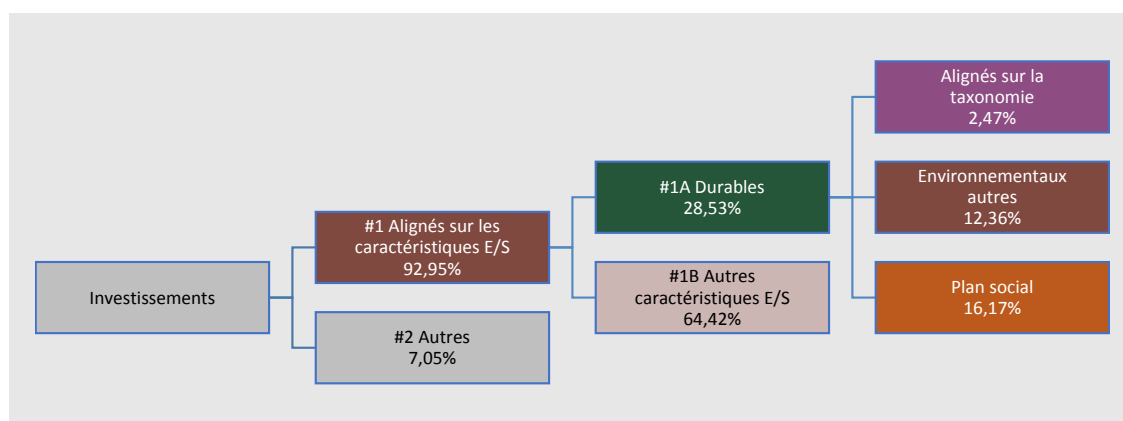 Investissements
#1 Alignés sur les
caractéristiques E/S
92,95%
#2 Autres
7,05%
#1A Durables
28,53%
#1B Autres
caractéristiques E/S
64,42%
Alignés sur la
taxonomie
2,47%
Environnementaux
autres
12,36%
Plan social
16,17%